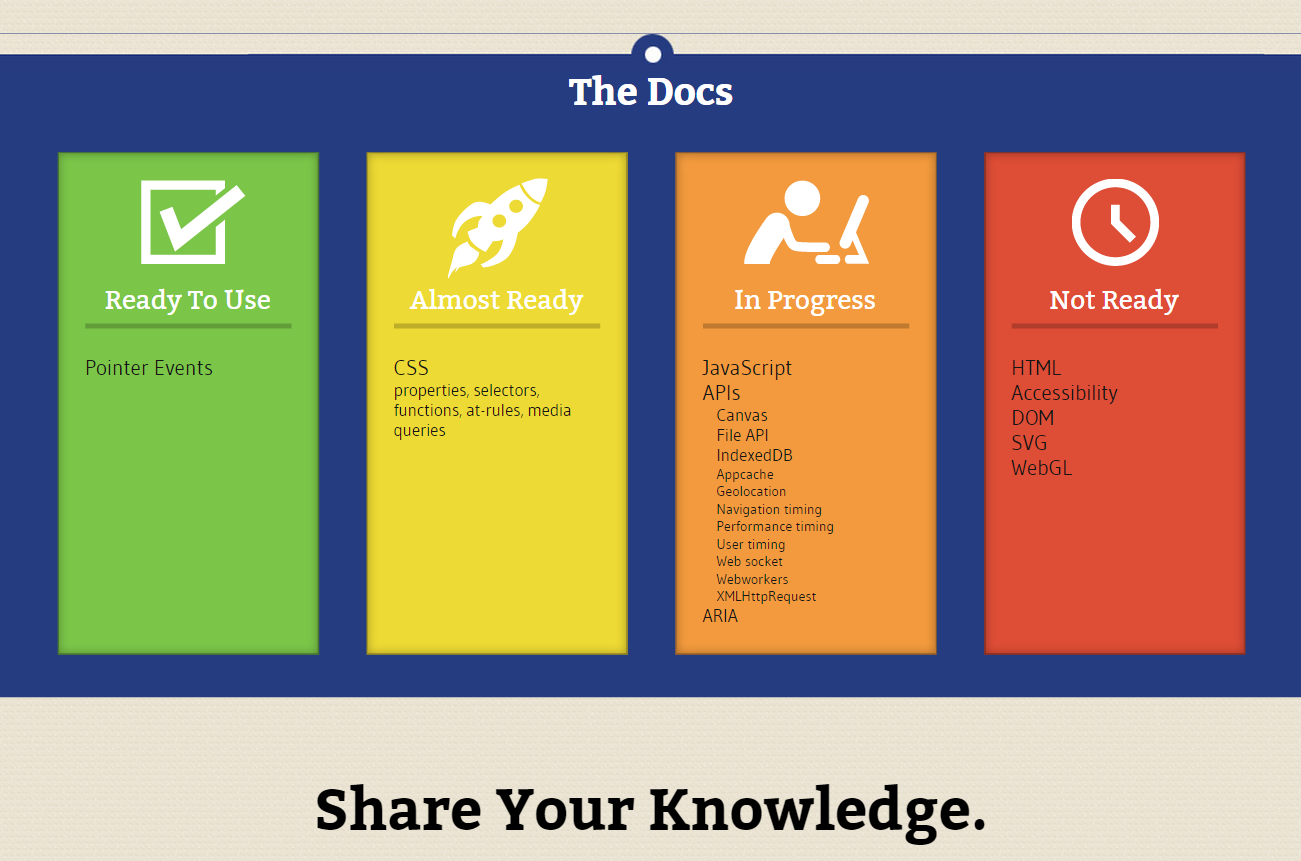 The Docs
Ready To Use
Pointer Events
Almost Ready
CSS
properties, selectors,
functions, at-rules, media
queries
In Progress
JavaScript
APIs
Canvas
File API
IndexedDB
Appcache
Geolocation
Navigation timing
Performance timing
User timing
Web socket
Webworkers
XMLHttpRequest
ARIA
Not Ready
HTML
Accessibility
DOM
SVG
WebGL
Share Your Knowledge.